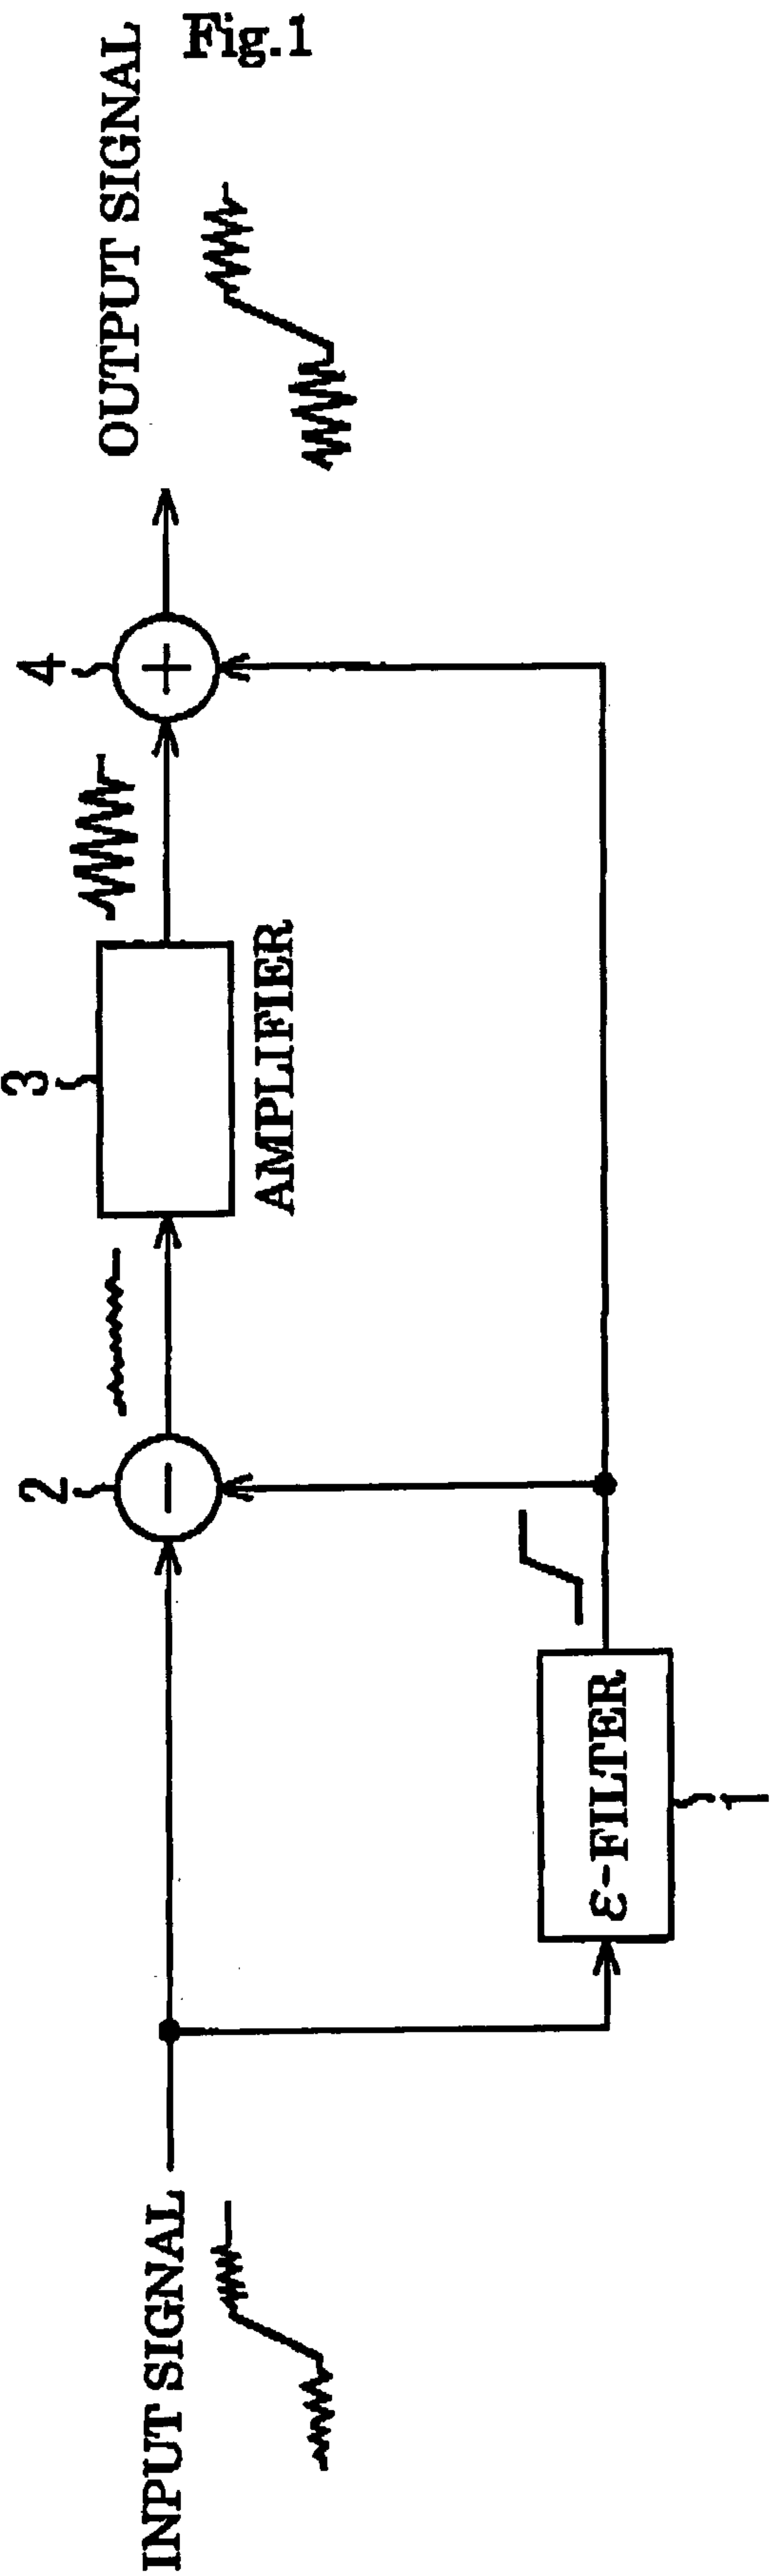 Fig.1
INPUT SIGNAL
ε-FILTER
1
2
3
AMPLIFIER
4
OUTPUT SIGNAL